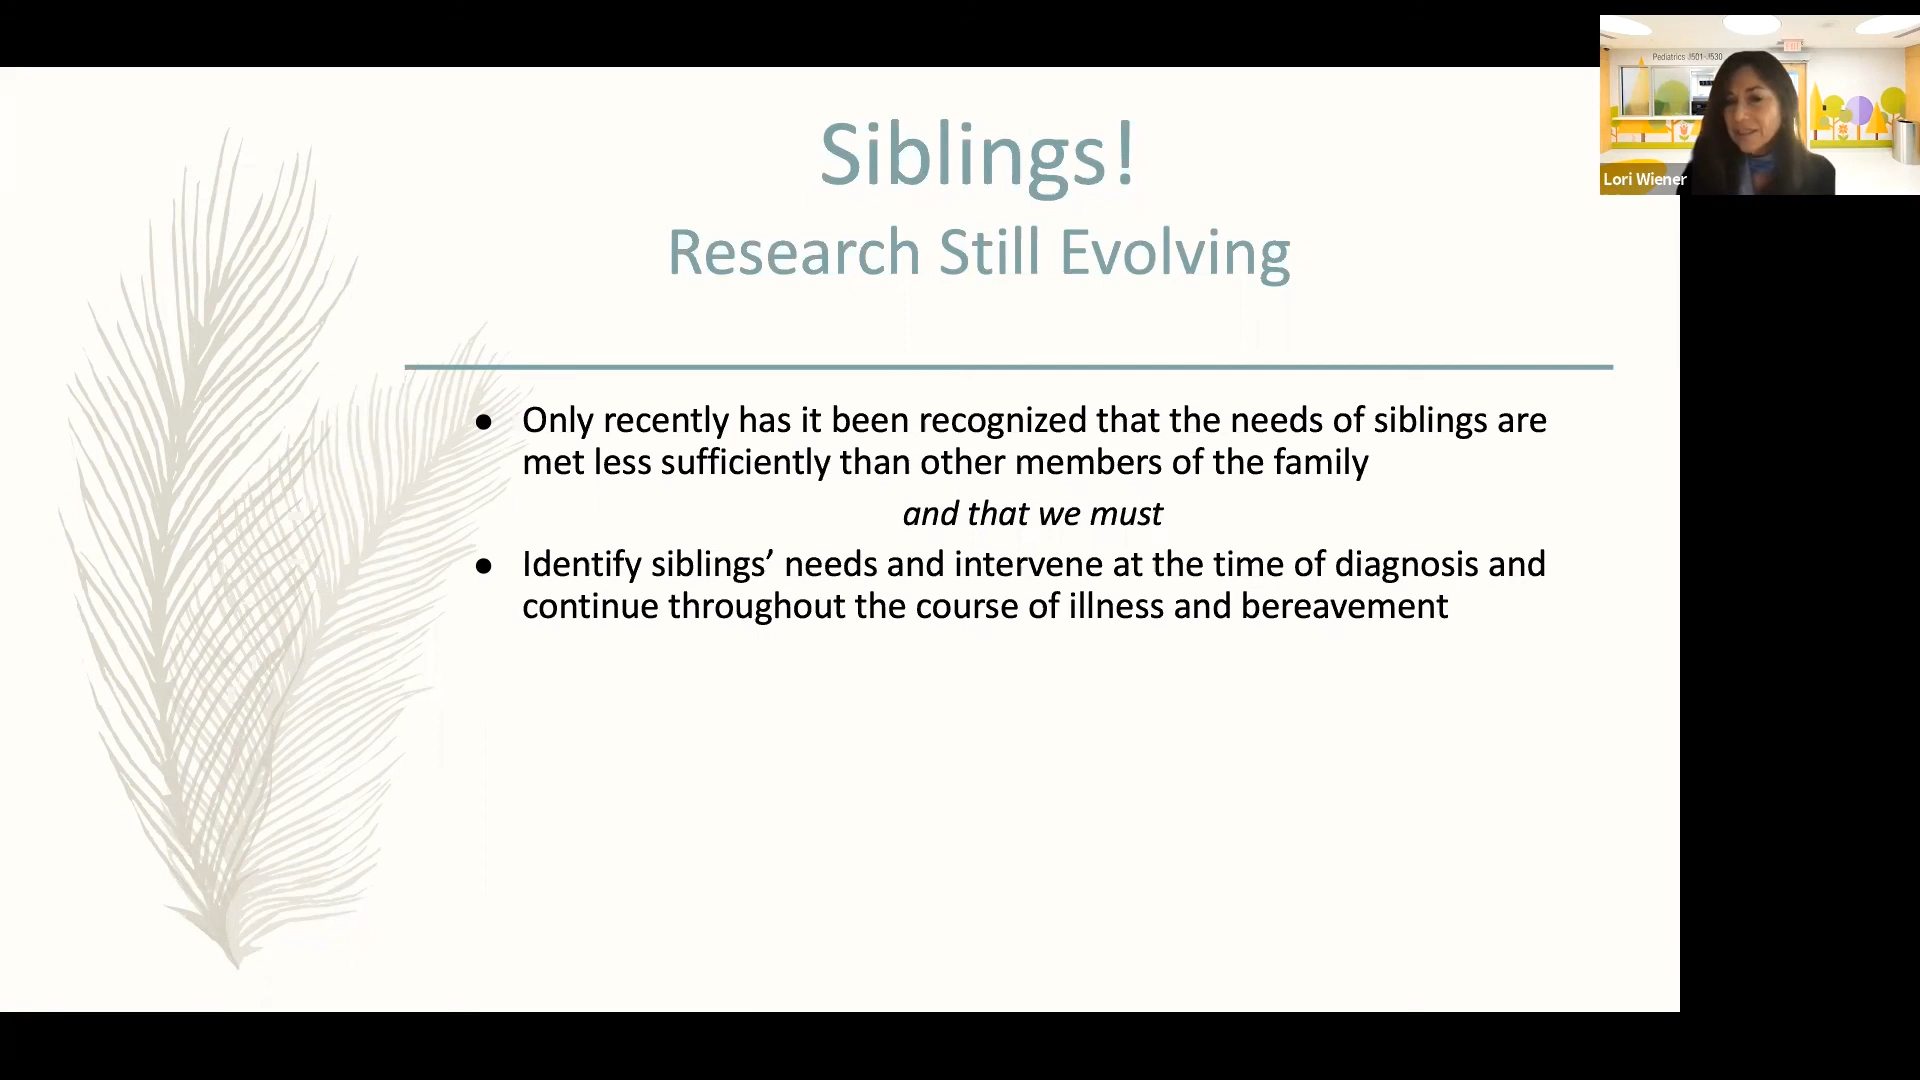 Pediatrics
EXIT
Lori Wiener
Siblings!
Research Still Evolving
● Only recently has it been recognized that the needs of siblings are
met less sufficiently than other members of the family
and that we must
● Identify siblings’ needs and intervene at the time of diagnosis and
continue throughout the course of illness and bereavement